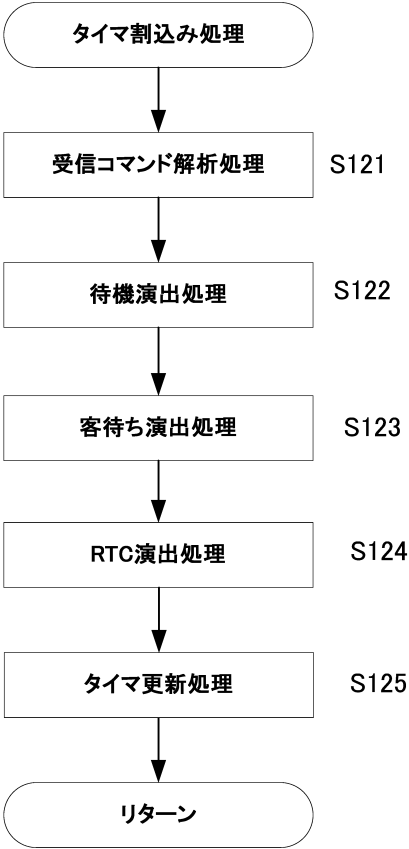 タイマ割込み処理
受信コマンド解析処理 S121
待機演出処理 S122
客待ち演出処理 S123
RTC演出処理 S124
タイマ更新処理 S125
リターン